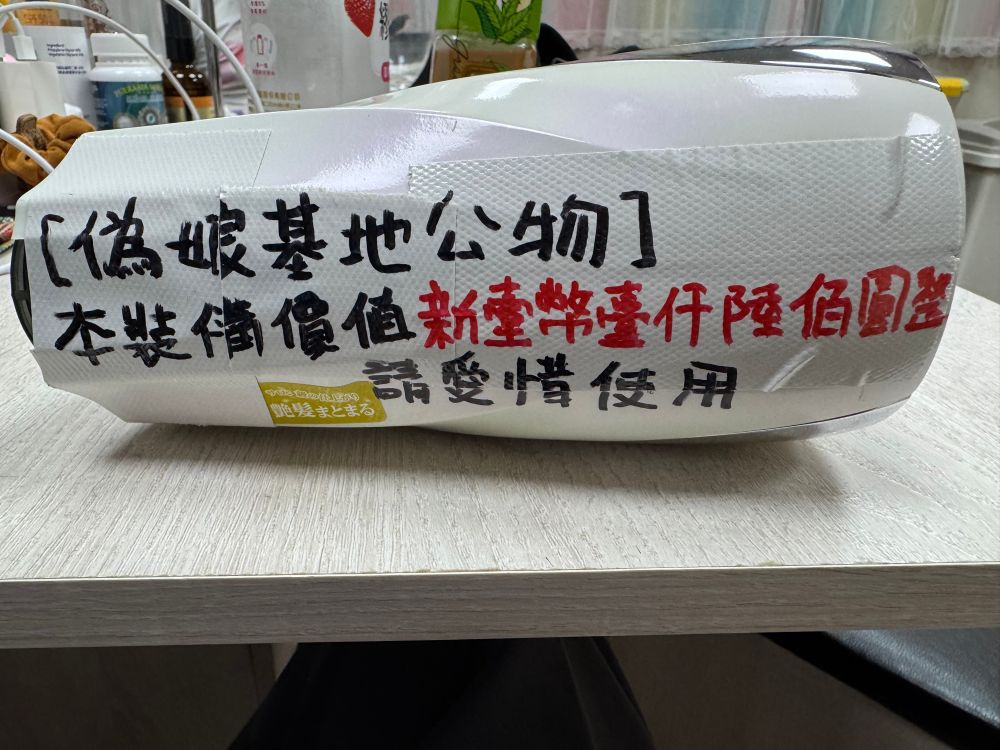 [偽娘基地公物]
本裝備價值新臺幣臺仟陸佰圓整
請愛惜使用
艶髪まとまる